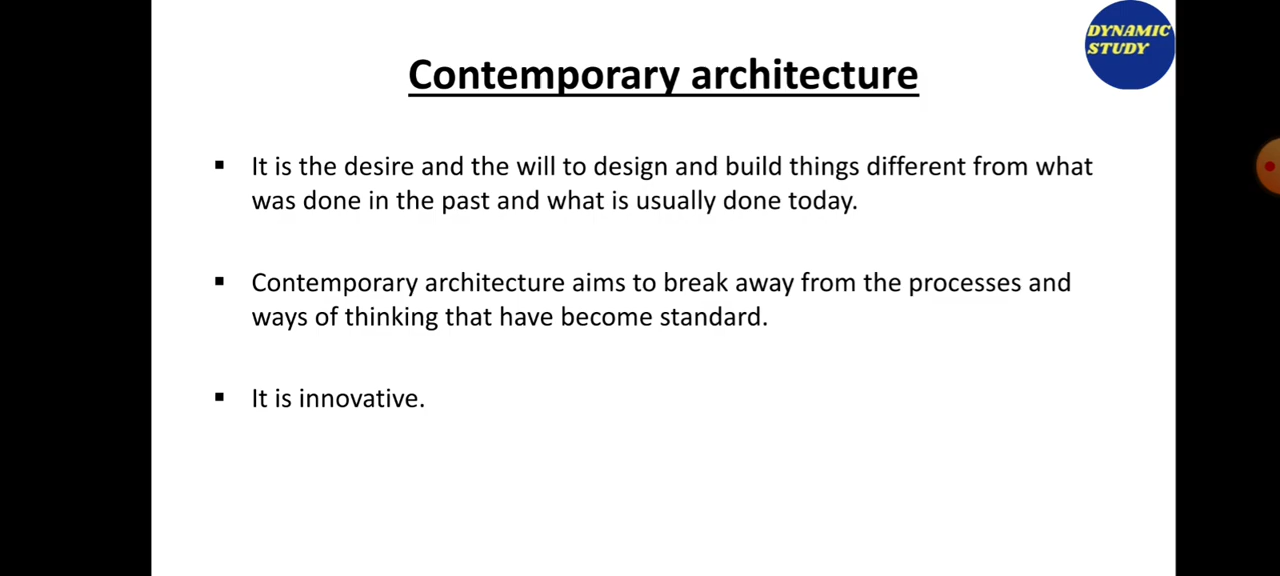 DYNAMIC
STUDY
Contemporary architecture
▪ It is the desire and the will to design and build things different from what
was done in the past and what is usually done today.
▪ Contemporary architecture aims to break away from the processes and
ways of thinking that have become standard.
▪ It is innovative.